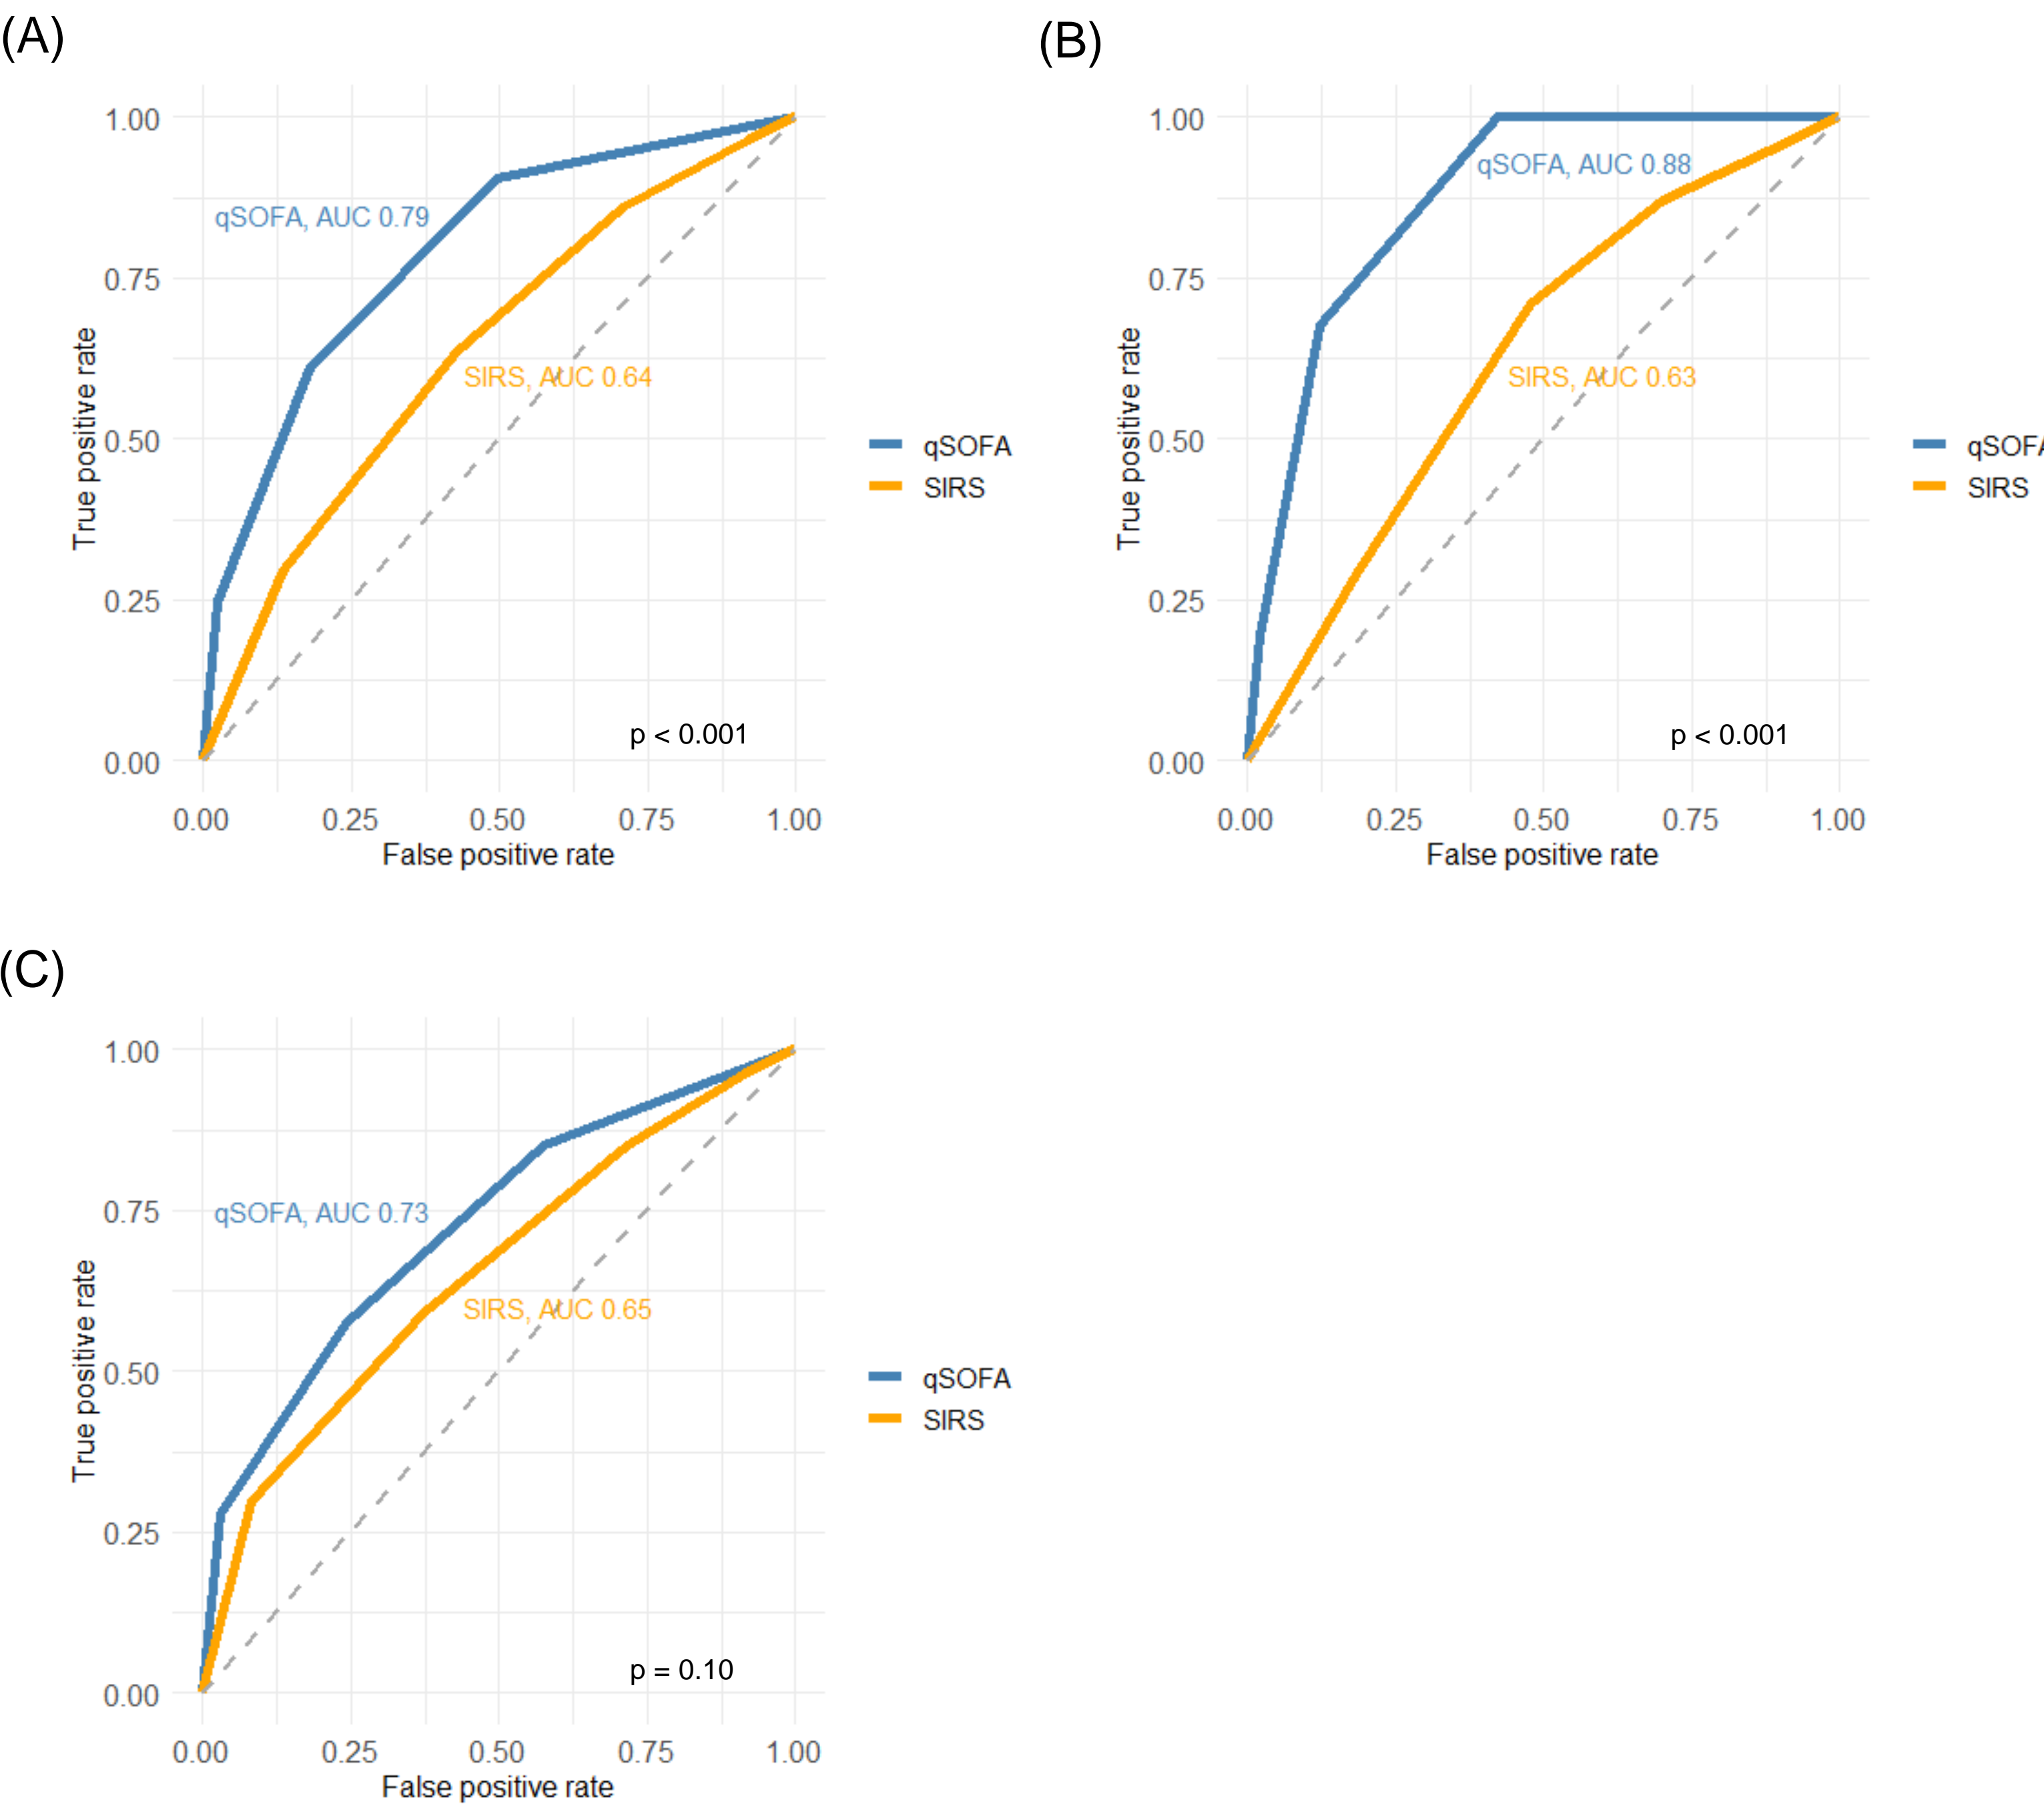 (A)
1.00
0.75
0.50
0.25
0.00
True positive rate
qSOFA, AUC 0.79
SIRS, AUC 0.64
p < 0.001
0.00 0.25 0.50 0.75 1.00
False positive rate
qSOFA
SIRS
(B)
1.00
0.75
0.50
0.25
0.00
True positive rate
qSOFA, AUC 0.88
SIRS, AUC 0.63
p < 0.001
0.00 0.25 0.50 0.75 1.00
False positive rate
qSOFA
SIRS
(C)
1.00
0.75
0.50
0.25
0.00
True positive rate
qSOFA, AUC 0.73
SIRS, AUC 0.65
p = 0.10
0.00 0.25 0.50 0.75 1.00
False positive rate
qSOFA
SIRS